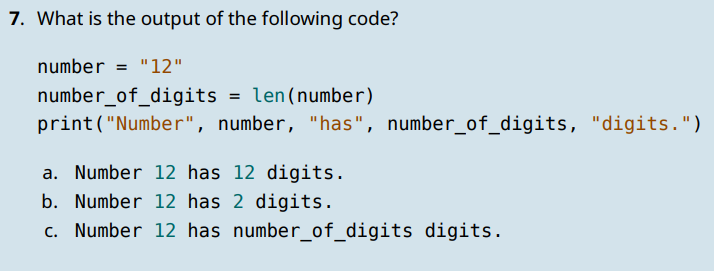 7. What is the output of the following code?
number = "12"
number_of_digits = len(number)
print("Number", number, "has", number_of_digits, "digits.")
a. Number 12 has 12 digits.
b. Number 12 has 2 digits.
c. Number 12 has number_of_digits digits.